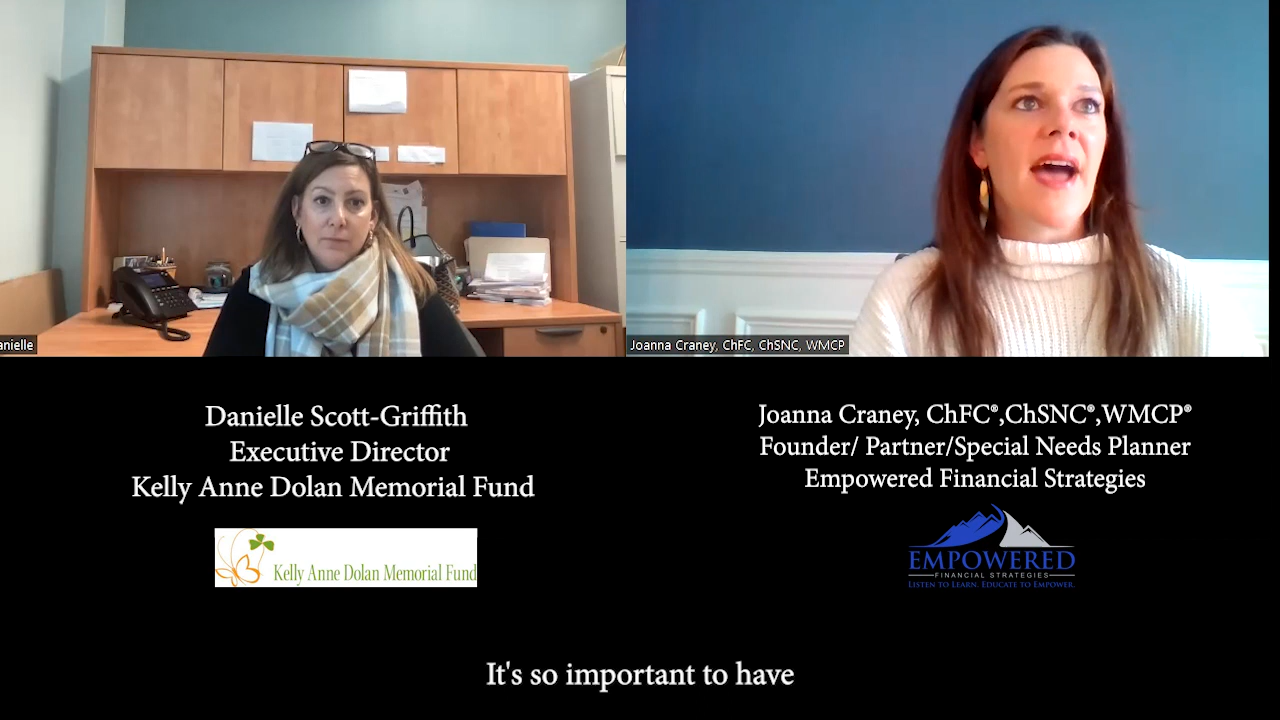 anielle
Joanna Craney, ChFC, ChSNC, WMCP
Danielle Scott-Griffith
Executive Director
Kelly Anne Dolan Memorial Fund
Kelly Anne Dolan Memorial Fund
Joanna Craney, ChFC®,ChSNC®,WMCP®
Founder/ Partner/Special Needs Planner
Empowered Financial Strategies
EMPOWERED
FINANCIAL STRATEGIES
LISTEN TO LEARN. EDUCATE TO EMPOWER.
It's so important to have